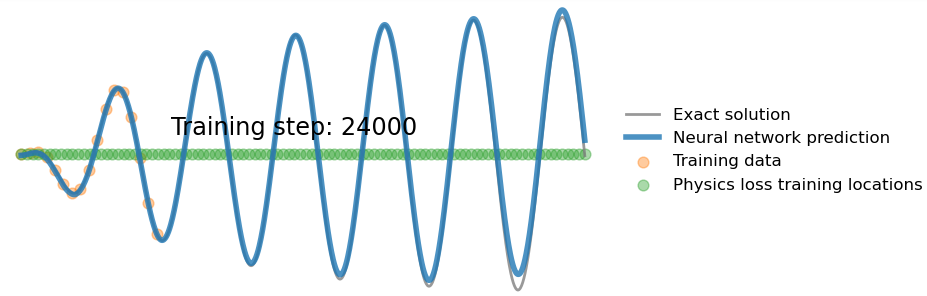 Training step: 24000
Exact solution
Neural network prediction
Training data
Physics loss training locations